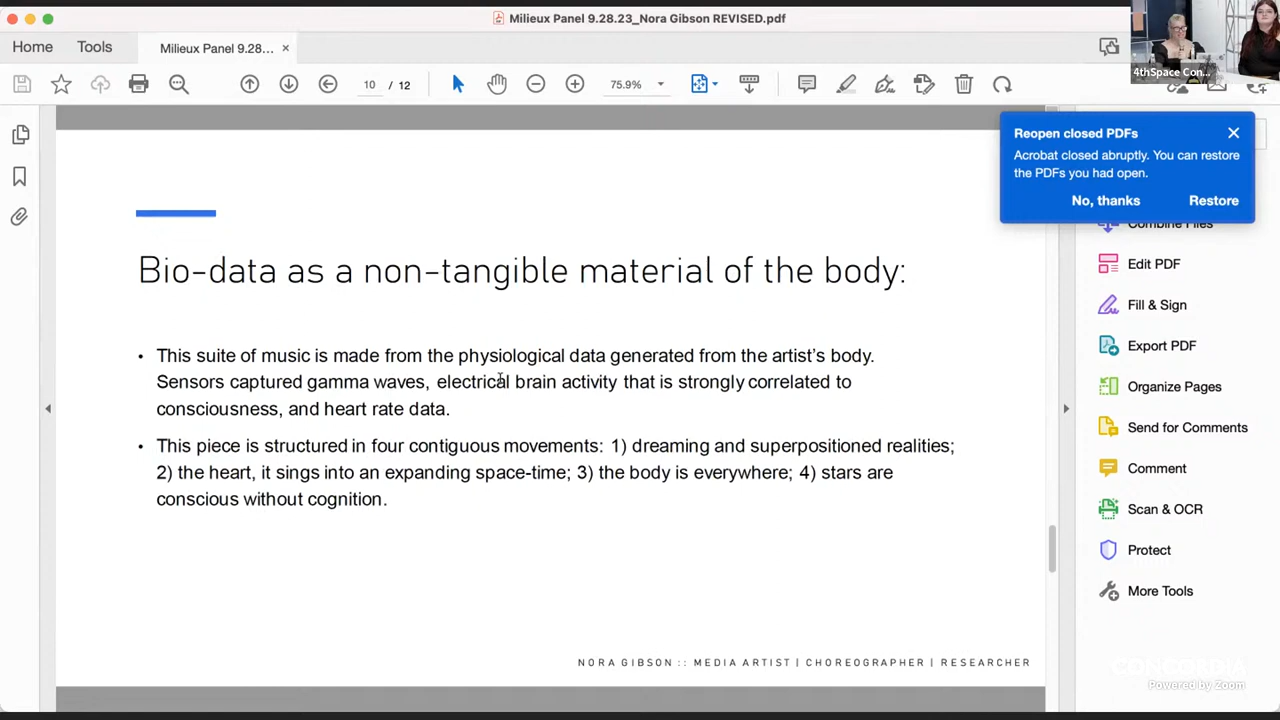 Milieux Panel 9.28.23_Nora Gibson REVISED.pdf
Home Tools Milieux Panel 9.28... ×
4thSpace Con...
10 / 12 75.9%
Reopen closed PDFs
Acrobat closed abruptly. You can restore
the PDFs you had open.
No, thanks Restore
Combine Files
Edit PDF
Fill & Sign
Export PDF
Organize Pages
Send for Comments
Comment
Scan & OCR
Protect
More Tools
Bio-data as a non-tangible material of the body:
• This suite of music is made from the physiological data generated from the artist's body.
Sensors captured gamma waves, electrical brain activity that is strongly correlated to
consciousness, and heart rate data.
• This piece is structured in four contiguous movements: 1) dreaming and superpositioned realities;
2) the heart, it sings into an expanding space-time; 3) the body is everywhere; 4) stars are
conscious without cognition.
NORA GIBSON :: MEDIA ARTIST | CHOREOGRAPHER | RESEARCHER
CONCORDIA
Powered by Zoom